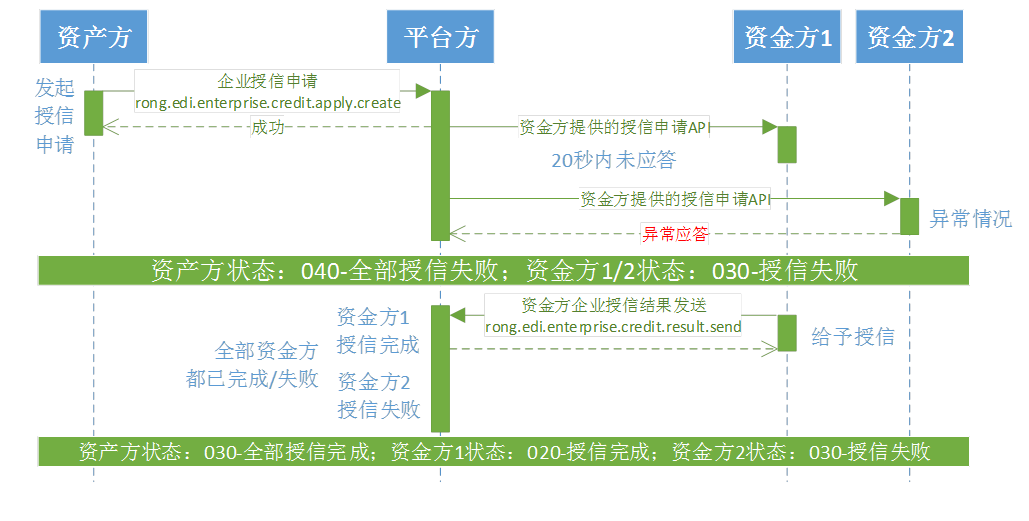 资产方
平台方
资金方1
资金方2
发起
授信
申请
企业授信申请
rong.edi.enterprise.credit.apply.create
成功
资金方提供的授信申请API
20秒内未应答
资金方提供的授信申请API
异常情况
异常应答
资产方状态：040-全部授信失败；资金方1/2状态：030-授信失败
资金方企业授信结果发送
rong.edi.enterprise.credit.result.send
资金方1
授信完成
给予授信
全部资金方
都已完成/失败
资金方2
授信失败
资产方状态：030-全部授信完成；资金方1状态：020-授信完成；资金方2状态：030-授信失败